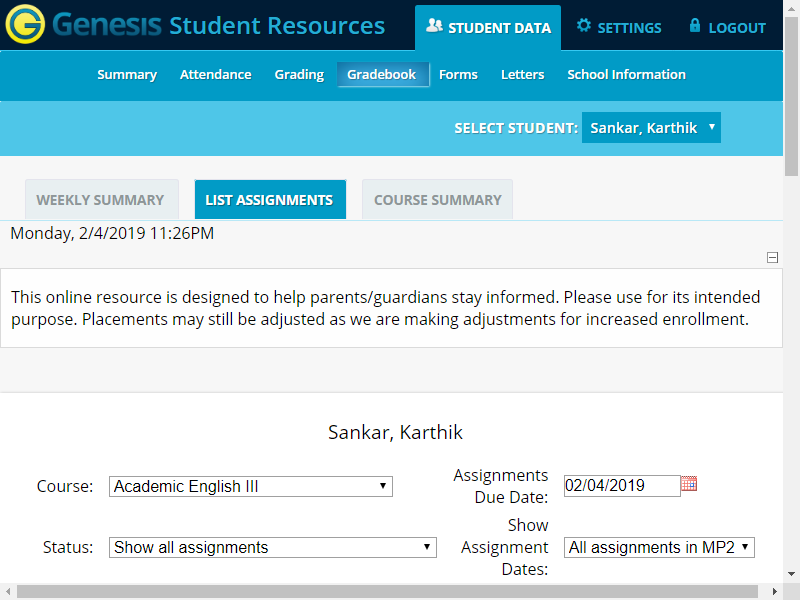 Genesis Student Resources
STUDENT DATA SETTINGS LOGOUT
Summary Attendance Grading Gradebook Forms Letters School Information
SELECT STUDENT: Sankar, Karthik
WEEKLY SUMMARY LIST ASSIGNMENTS COURSE SUMMARY
Monday, 2/4/2019 11:26PM
This online resource is designed to help parents/guardians stay informed. Please use for its intended
purpose. Placements may still be adjusted as we are making adjustments for increased enrollment.
Sankar, Karthik
Course: Academic English III
Assignments
Due Date: 02/04/2019
Status: Show all assignments
Show
Assignment
Dates: All assignments in MP2